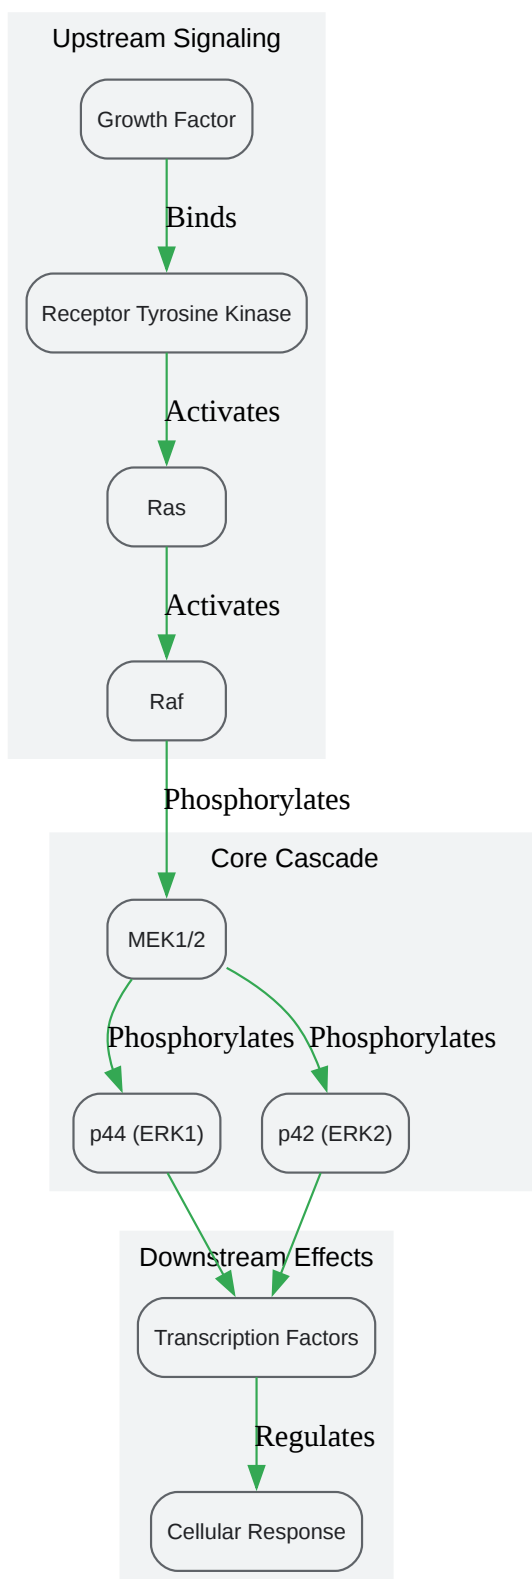 Upstream Signaling
Growth Factor
Binds
Receptor Tyrosine Kinase
Activates
Ras
Activates
Raf
Phosphorylates
Core Cascade
MEK1/2
Phosphorylates
Phosphorylates
p44 (ERK1)
p42 (ERK2)
Downstream Effects
Transcription Factors
Regulates
Cellular Response